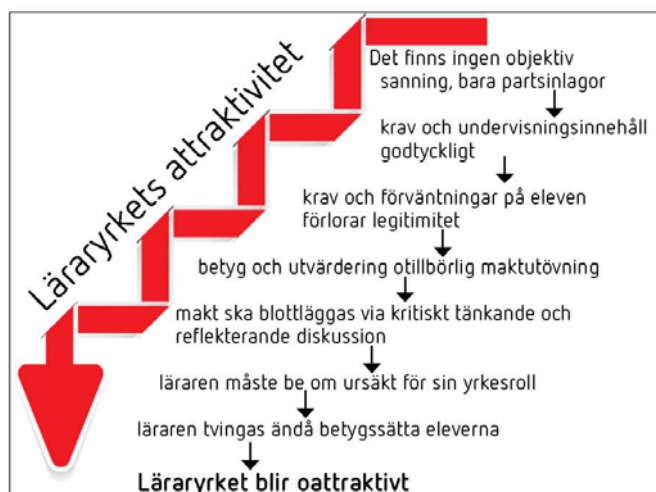 Läraryrkets attraktivitet
Det finns ingen objektiv
sanning, bara partsinlagor
krav och undervisningsinnehåll
godtyckligt
krav och förväntningar på eleven
förlorar legitimitet
betyg och utvärdering otillbörlig maktutövning
makt ska blottläggas via kritiskt tänkande och
reflekterande diskussion
läraren måste be om ursäkt för sin yrkesroll
läraren tvingas ändå betygssätta eleverna
Läraryrket blir oattraktivt